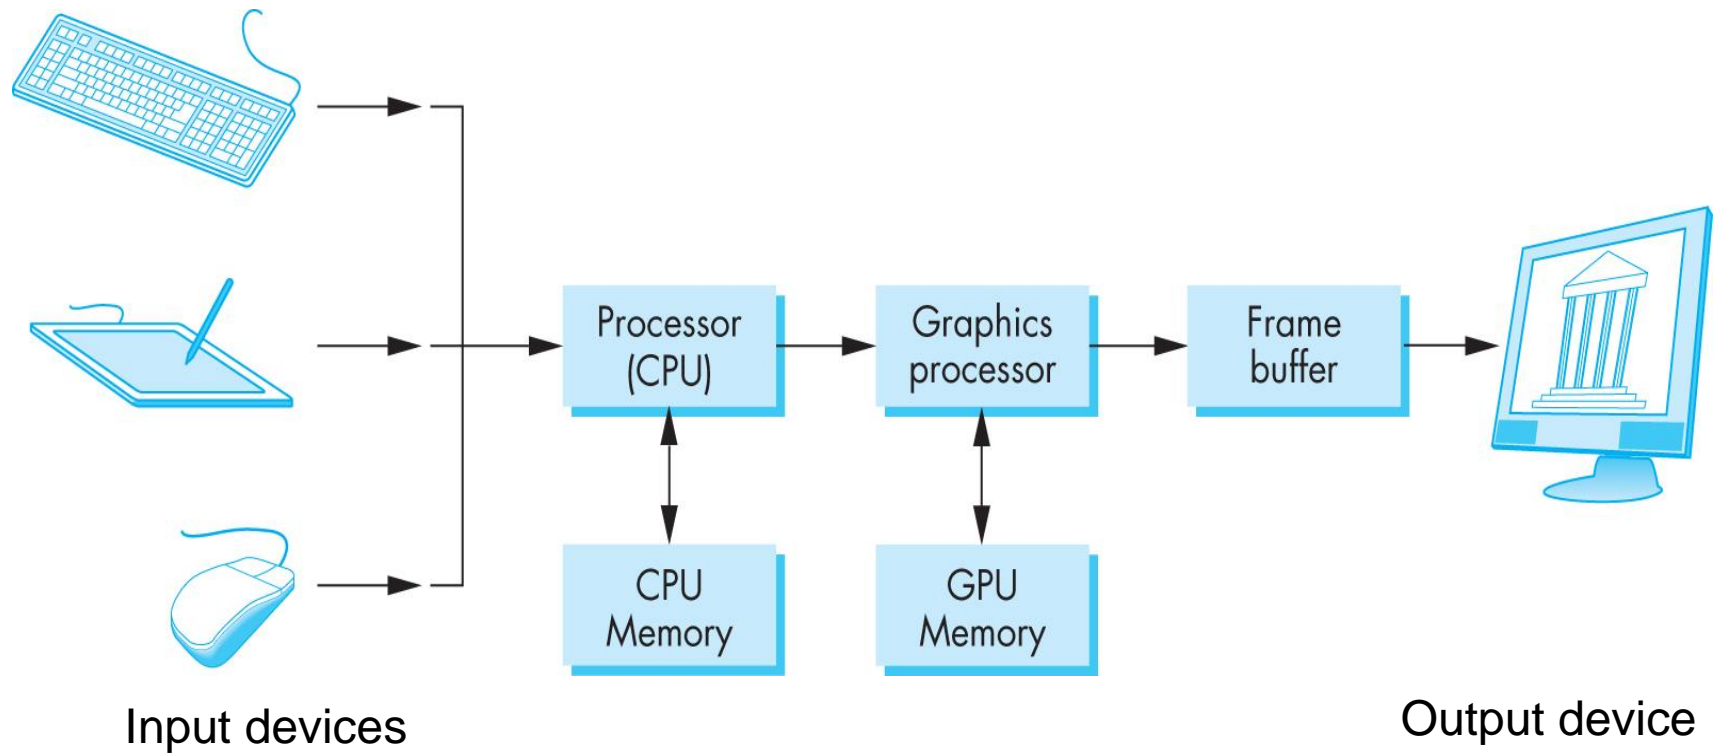 Processor
(CPU)
Graphics
processor
Frame
buffer
CPU
Memory
GPU
Memory
Input devices
Output device